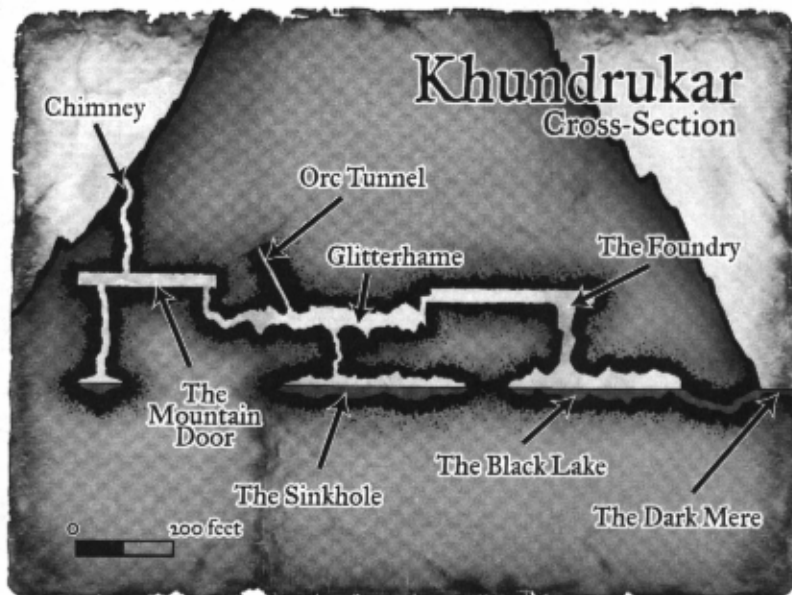 Khundrukar
Cross-Section
Chimney
Orc Tunnel
Glitterhame
The Foundry
The
Mountain
Door
The Sinkhole
The Black Lake
The Dark Mere
0
200 feet